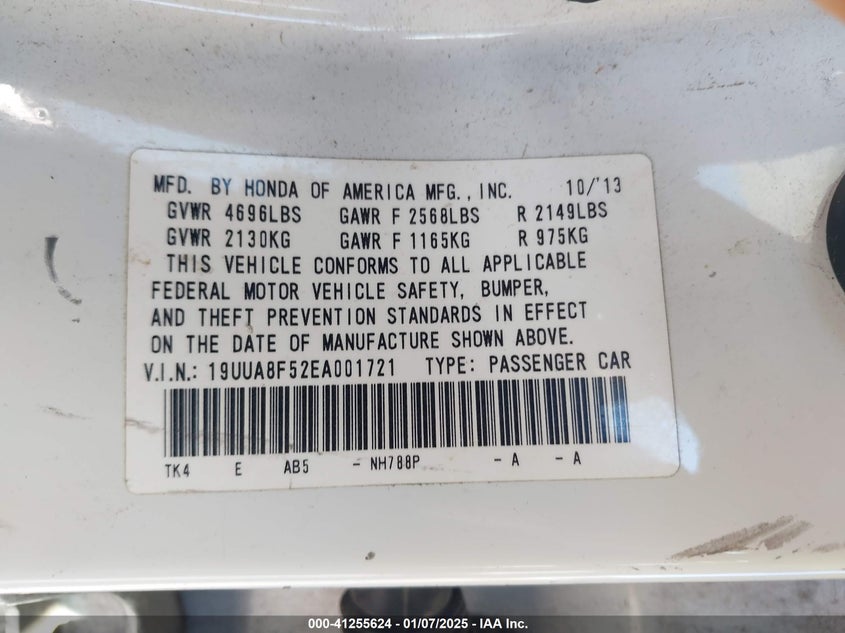 MFD. BY HONDA OF AMERICA MFG., INC. 10/'13
GVWR 4696LBS GAWR F 2568LBS R 2149LBS
GVWR 2130KG GAWR F 1165KG R 975KG
THIS VEHICLE CONFORMS TO ALL APPLICABLE
FEDERAL MOTOR VEHICLE SAFETY, BUMPER,
AND THEFT PREVENTION STANDARDS IN EFFECT
ON THE DATE OF MANUFACTURE SHOWN ABOVE.
V.I.N.: 19UUA8F52EA001721 TYPE: PASSENGER CAR
TK4 E AB5 - NH788P - A - A
000-41255624 - 01/07/2025 - IAA Inc.